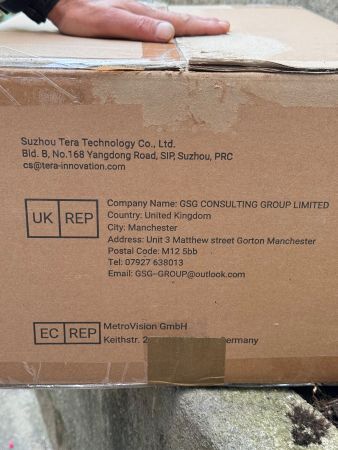 Suzhou Tera Technology Co., Ltd.
Bld. B, No.168 Yangdong Road, SIP, Suzhou, PRC
cs@tera-innovation.com
UK REP
Company Name: GSG CONSULTING GROUP LIMITED
Country: United Kingdom
City: Manchester
Address: Unit 3 Matthew street Gorton Manchester
Postal Code: M12 5bb
Tel: 07927 638013
Email: GSG-GROUP@outlook.com
EC REP
MetroVision GmbH
Keithstr.